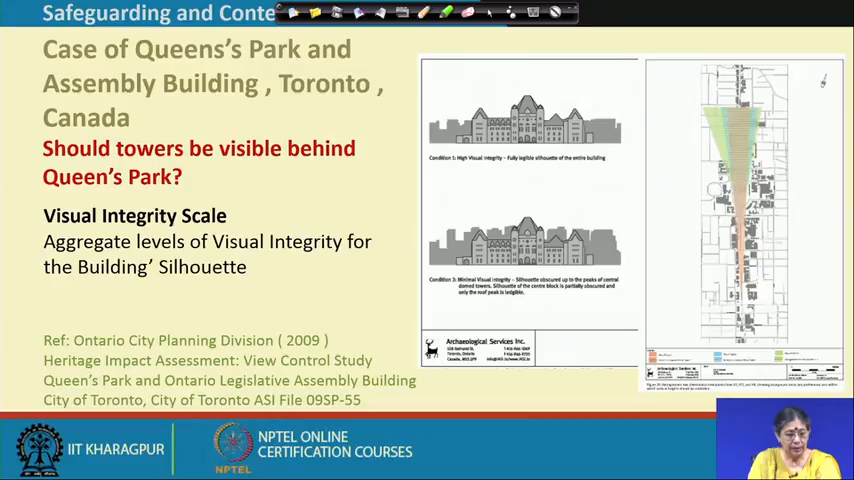 Safeguarding and Conte
Case of Queens's Park and
Assembly Building , Toronto ,
Canada
Should towers be visible behind
Queen's Park?
Visual Integrity Scale
Aggregate levels of Visual Integrity for
the Building' Silhouette
Ref: Ontario City Planning Division ( 2009 )
Heritage Impact Assessment: View Control Study
Queen's Park and Ontario Legislative Assembly Building
City of Toronto, City of Toronto ASI File 09SP-55
Condition 1: High Visual Integrity - Fully legible silhouette of the entire building
Condition 3: Minimal Visual Integrity - Silhouette obscured up to the peaks of central
domed towers. Silhouette of the centre block is partially obscured and
only the roof peak is legible.
Archaeological Services Inc.
Toronto, Ontario
IIT KHARAGPUR
NPTEL
NPTEL ONLINE
CERTIFICATION COURSES